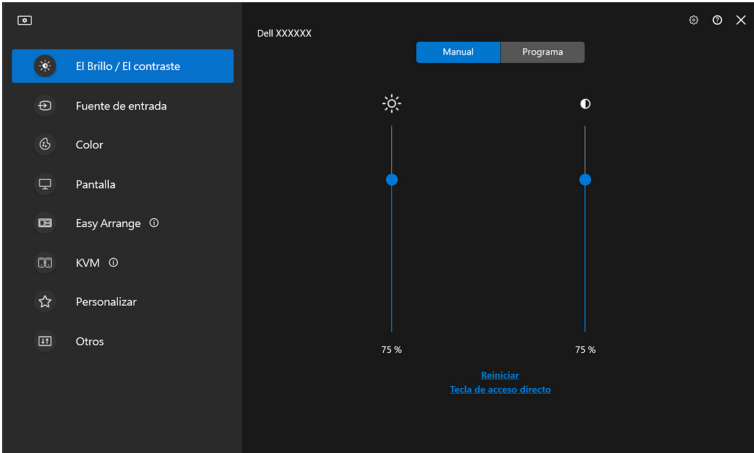 Dell XXXXXX
Manual
Programa
El Brillo / El contraste
Fuente de entrada
Color
Pantalla
Easy Arrange
KVM
Personalizar
Otros
75 %
75 %
Reiniciar
Tecla de acceso directo